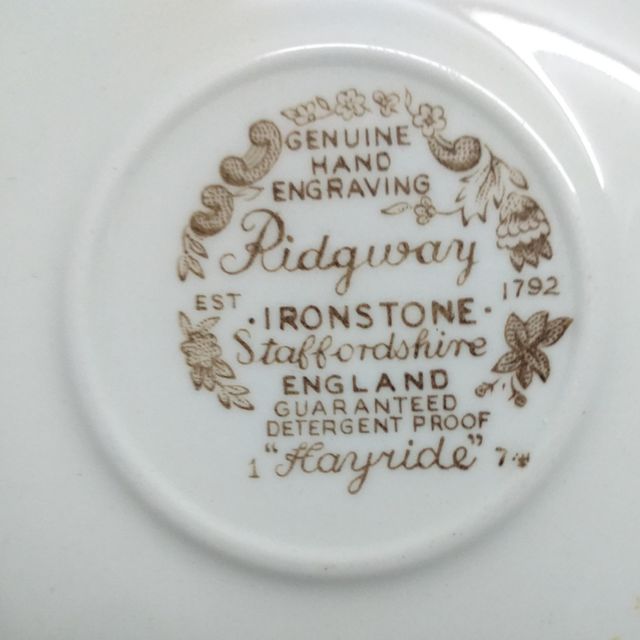 GENUINE
HAND
ENGRAVING
Ridgway
EST 1792
· IRONSTONE ·
Staffordshire
ENGLAND
GUARANTEED
DETERGENT PROOF
1 "Hayride" 7